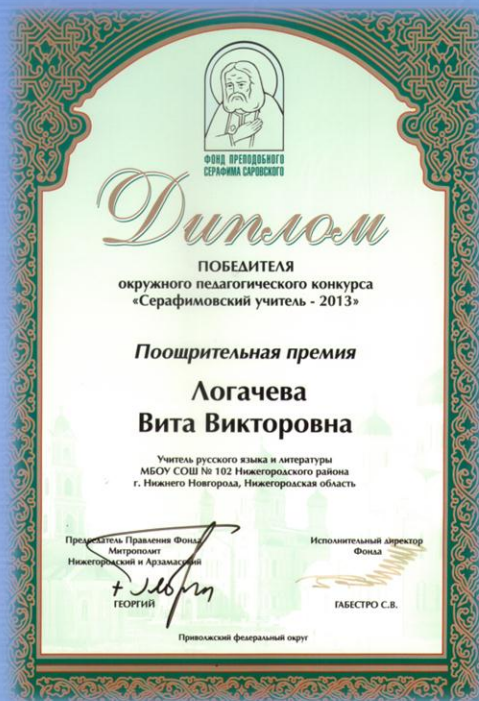 ФОНД ПРЕПОДОБНОГО
СЕРАФИМА САРОВСКОГО
Диплом
ПОБЕДИТЕЛЯ
окружного педагогического конкурса
«Серафимовский учитель - 2013»
Поощрительная премия
Логачева
Вита Викторовна
Учитель русского языка и литературы
МБОУ СОШ № 102 Нижегородского района
г. Нижнего Новгорода, Нижегородская область
Председатель Правления Фонда
Митрополит
Нижегородский и Арзамасский
ГЕОРГИЙ
Исполнительный директор
Фонда
ГАБЕСТРО С.В.
Приволжский федеральный округ